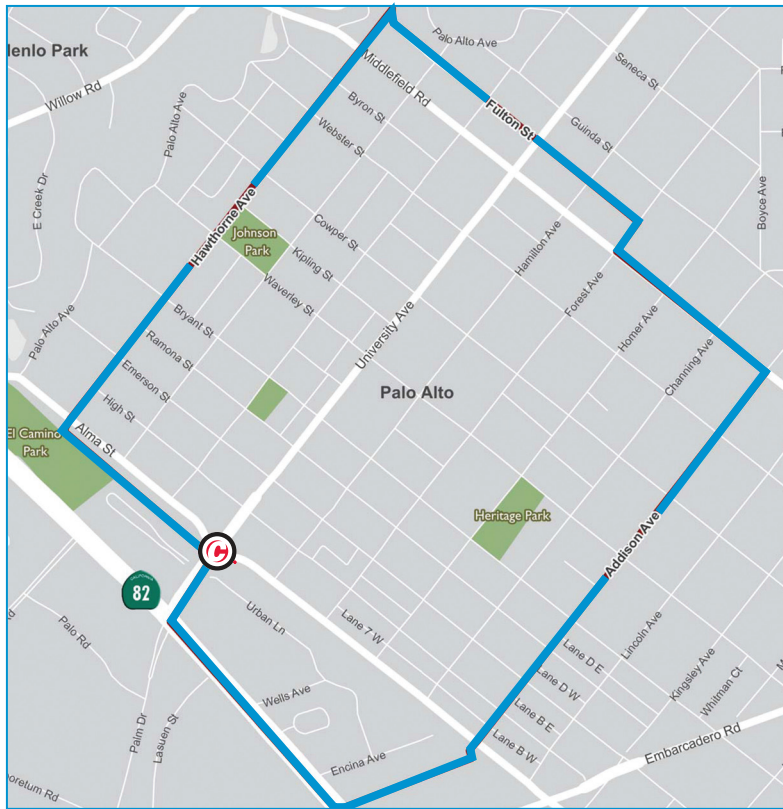 Palo Alto Ave
Seneca St
lenlo Park
Willow Rd
Middlefield Rd
Byron St
Fulton St
Guinda St
Palo Alto Ave
Webster St
E Creek Dr
Boyce Ave
Hawthorne Ave
Johnson
Park
Cowper St
Kipling St
Waverley St
Hamilton Ave
Forest Ave
Homer Ave
Channing Ave
Palo Alto Ave
Bryant St
Ramona St
Emerson St
High St
University Ave
Palo Alto
El Camino
Park
Alma St
Heritage Park
Addison Ave
C
CALIFORNIA
82
Urban Ln
Lane 7 W
Palo Rd
Lane D E
Lane D W
Lane B E
Lane B W
Lincoln Ave
Kingsley Ave
Whitman Ct
Embarcadero Rd
Wells Ave
Encina Ave
Palm Dr
Lasuen St
oretum Rd